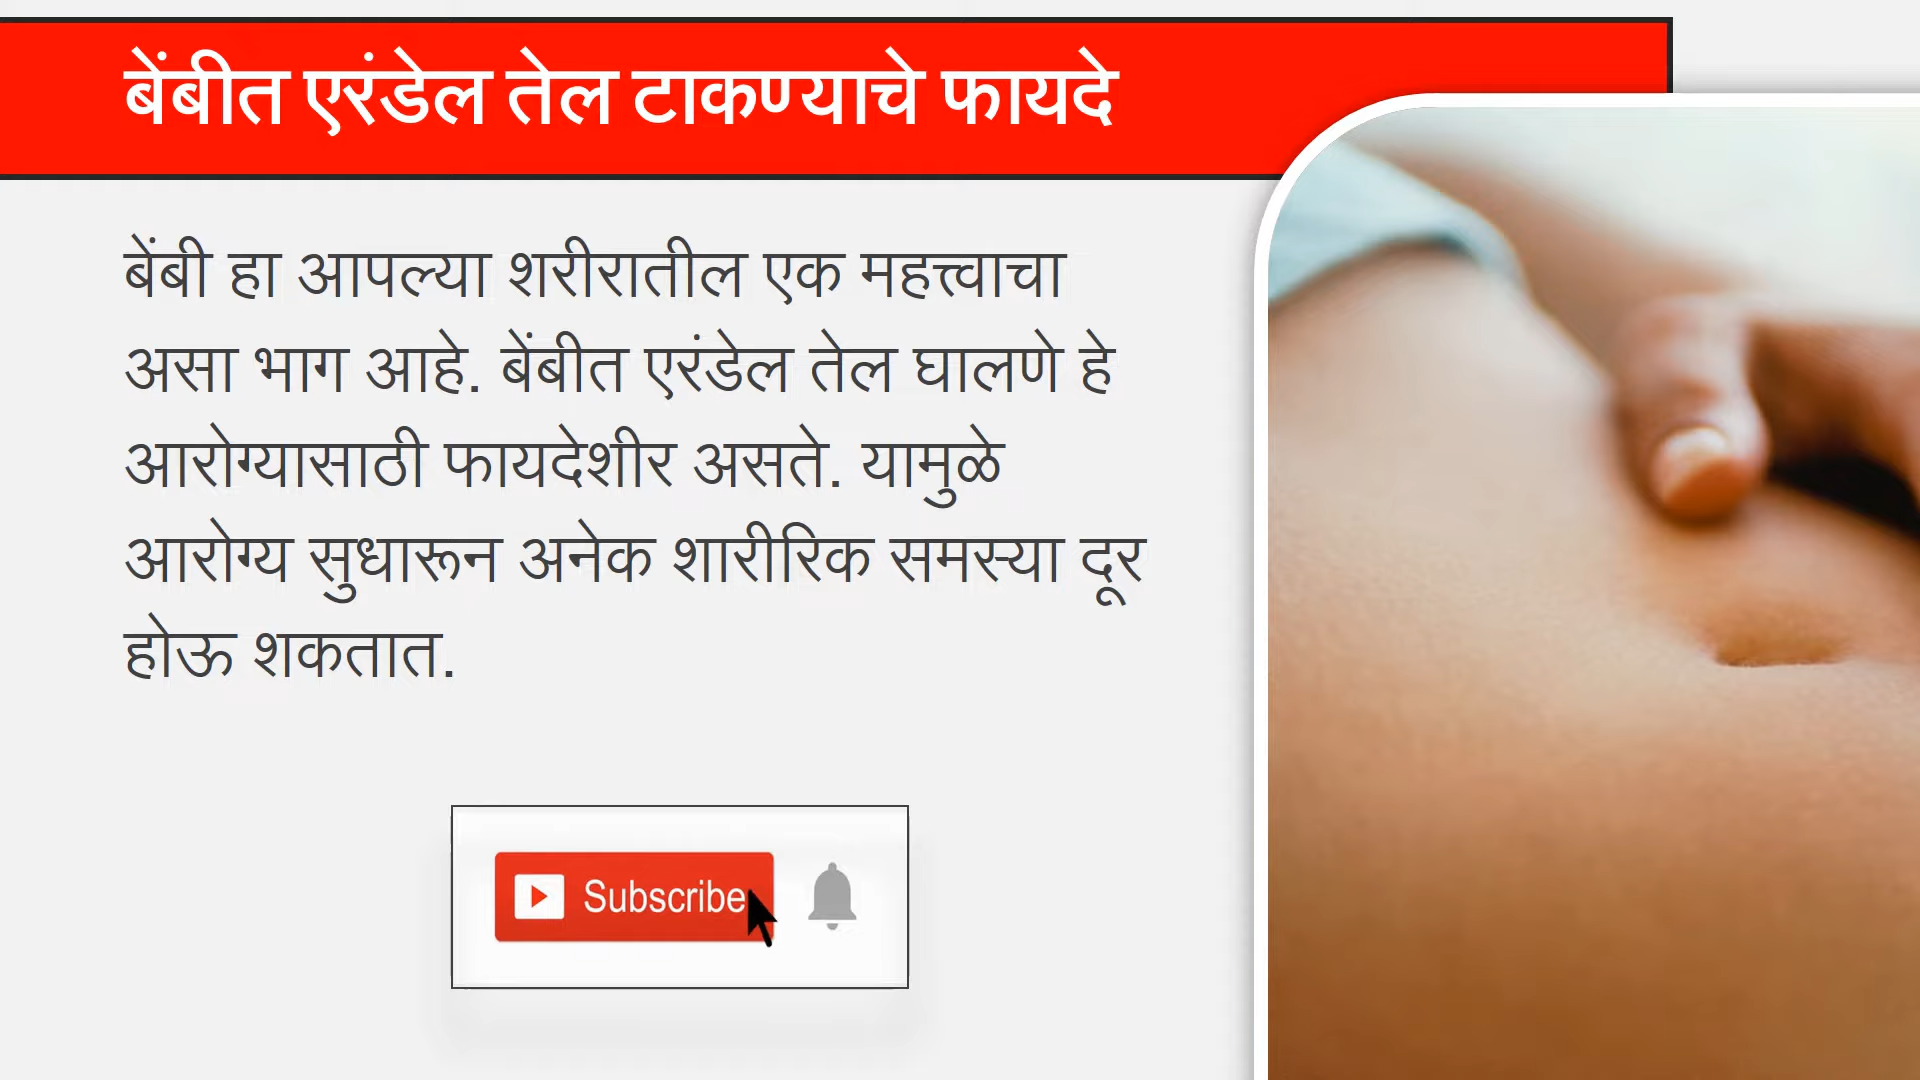 बेंबीत एरंडेल तेल टाकण्याचे फायदे
बेंबी हा आपल्या शरीरातील एक महत्त्वाचा
असा भाग आहे. बेंबीत एरंडेल तेल घालणे हे
आरोग्यासाठी फायदेशीर असते. यामुळे
आरोग्य सुधारून अनेक शारीरिक समस्या दूर
होऊ शकतात.
Subscribe